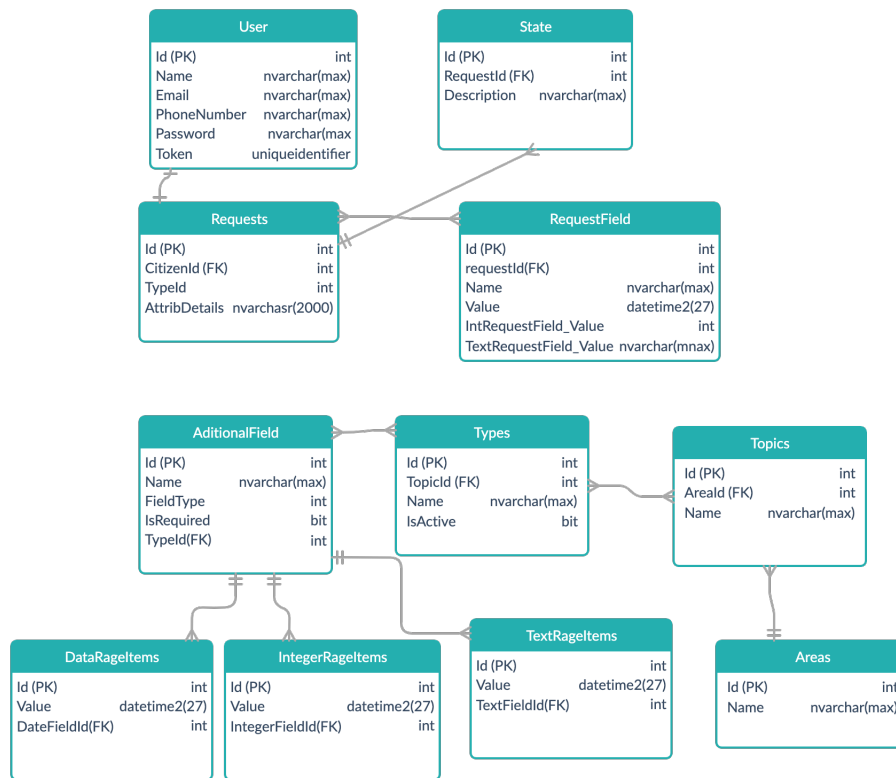 User
Id (PK) int
Name nvarchar(max)
Email nvarchar(max)
PhoneNumber nvarchar(max)
Password nvarchar(max
Token uniqueidentifier
State
Id (PK) int
RequestId (FK) int
Description nvarchar(max)
Requests
Id (PK) int
CitizenId (FK) int
TypeId int
AttribDetails nvarchasr(2000)
RequestField
Id (PK) int
requestId(FK) int
Name nvarchar(max)
Value datetime2(27)
IntRequestField_Value int
TextRequestField_Value nvarchar(mnax)
AditionalField
Id (PK) int
Name nvarchar(max)
FieldType int
IsRequired bit
TypeId(FK) int
Types
Id (PK) int
TopicId (FK) int
Name nvarchar(max)
IsActive bit
Topics
Id (PK) int
AreaId (FK) int
Name nvarchar(max)
DataRageItems
Id (PK) int
Value datetime2(27)
DateFieldId(FK) int
IntegerRageItems
Id (PK) int
Value datetime2(27)
IntegerFieldId(FK) int
TextRageItems
Id (PK) int
Value datetime2(27)
TextFieldId(FK) int
Areas
Id (PK) int
Name nvarchar(max)